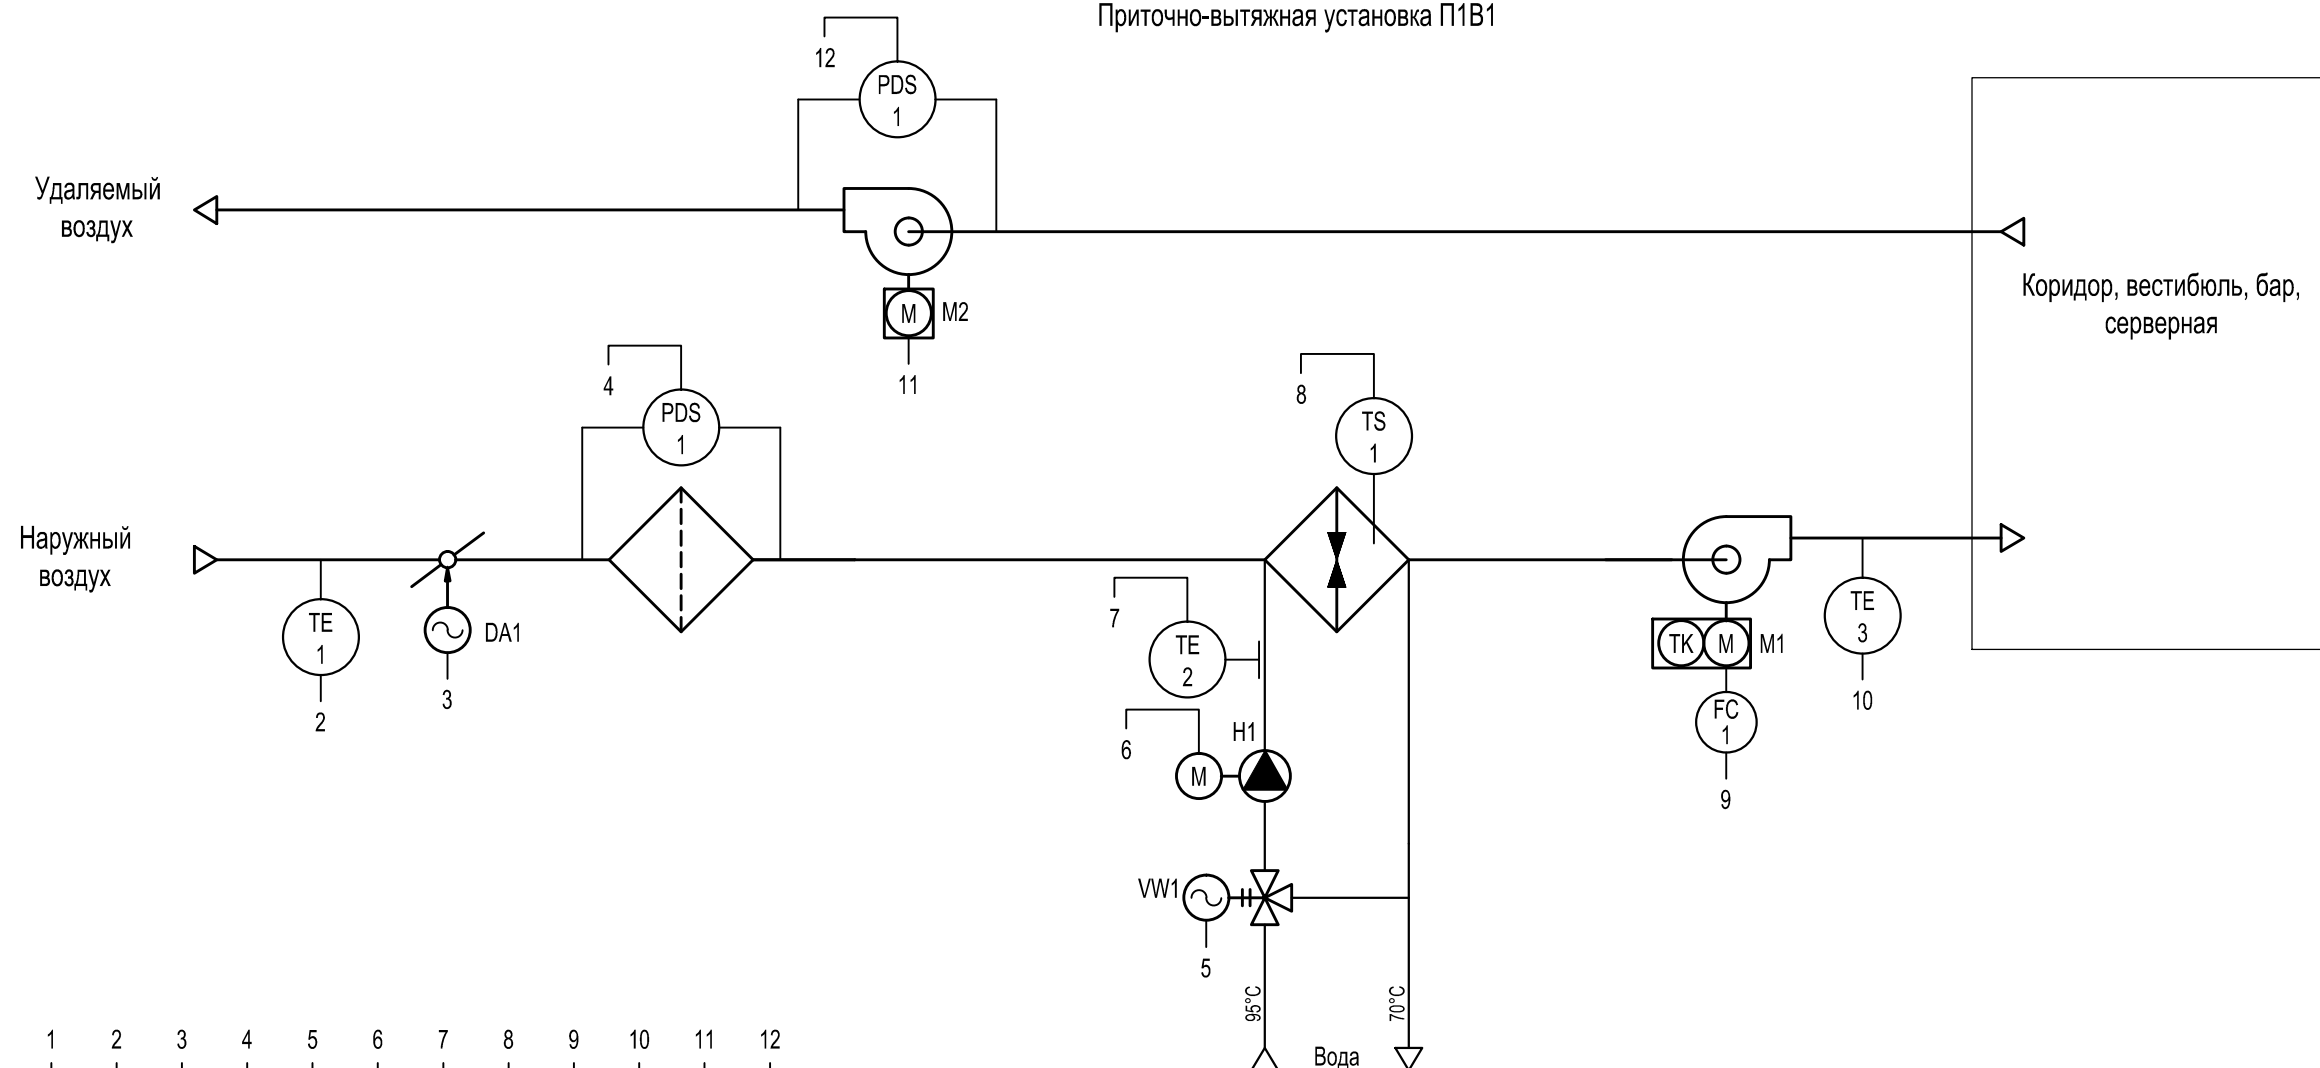 Приточно-вытяжная установка П1В1
12
PDS
1
Удаляемый
воздух
M M2
11
Коридор, вестибюль, бар,
серверная
4
PDS
1
8
TS
1
Наружный
воздух
TE
1
2
DA1
3
7
TE
2
6
M
H1
TK M M1
FC
1
9
TE
3
10
VW1
5
95°C
70°C
Вода
1 2 3 4 5 6 7 8 9 10 11 12